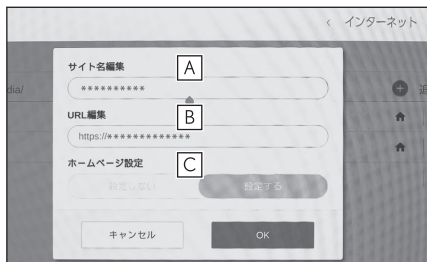 ＜ インターネット
サイト名編集
A
**********
dia/
追
URL編集
B
https://*************
ホームページ設定
C
設定しない
設定する
キャンセル
OK